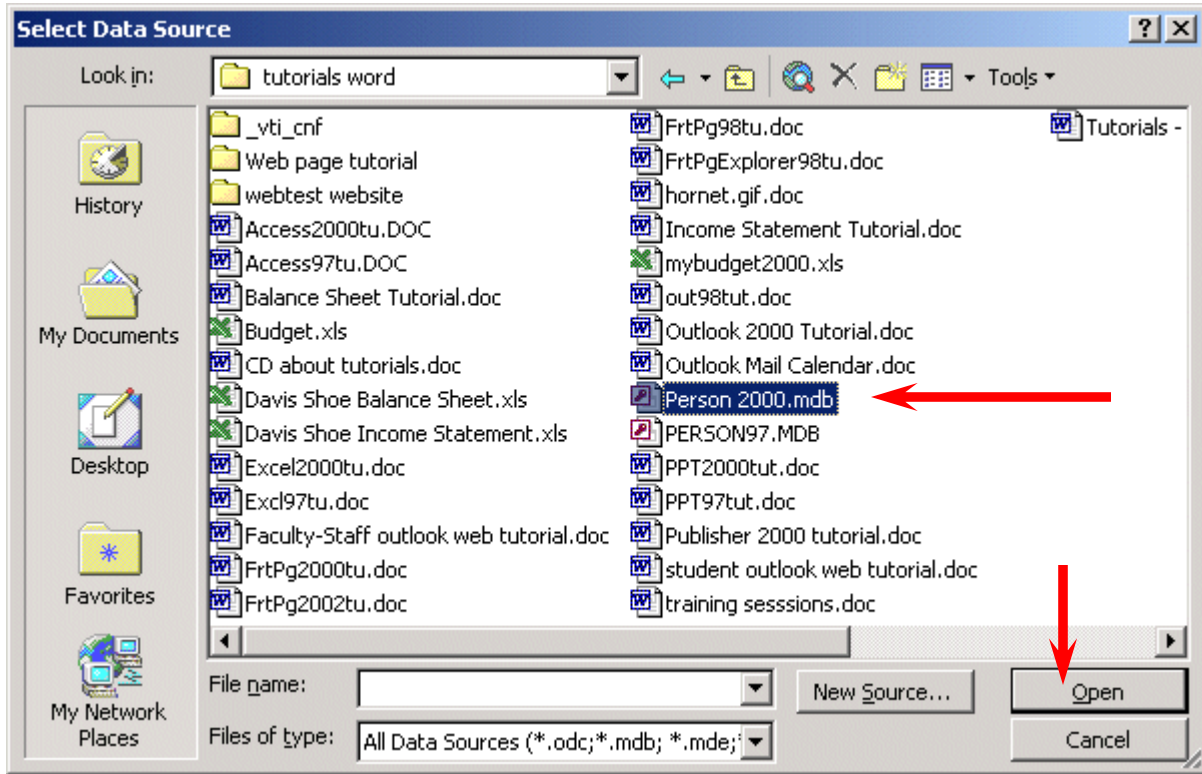 Select Data Source
Look in:
tutorials word
Tools
History
My Documents
Desktop
Favorites
My Network
Places
_vti_cnf
Web page tutorial
webtest website
Access2000tu.DOC
Access97tu.DOC
Balance Sheet Tutorial.doc
Budget.xls
CD about tutorials.doc
Davis Shoe Balance Sheet.xls
Davis Shoe Income Statement.xls
Excel2000tu.doc
Excl97tu.doc
Faculty-Staff outlook web tutorial.doc
FrtPg2000tu.doc
FrtPg2002tu.doc
FrtPg98tu.doc
FrtPgExplorer98tu.doc
hornet.gif.doc
Income Statement Tutorial.doc
mybudget2000.xls
out98tut.doc
Outlook 2000 Tutorial.doc
Outlook Mail Calendar.doc
Person 2000.mdb
PERSON97.MDB
PPT2000tut.doc
PPT97tut.doc
Publisher 2000 tutorial.doc
student outlook web tutorial.doc
training sesssions.doc
Tutorials -
File name:
New Source...
Open
Files of type:
All Data Sources (*.odc;*.mdb; *.mde;
Cancel